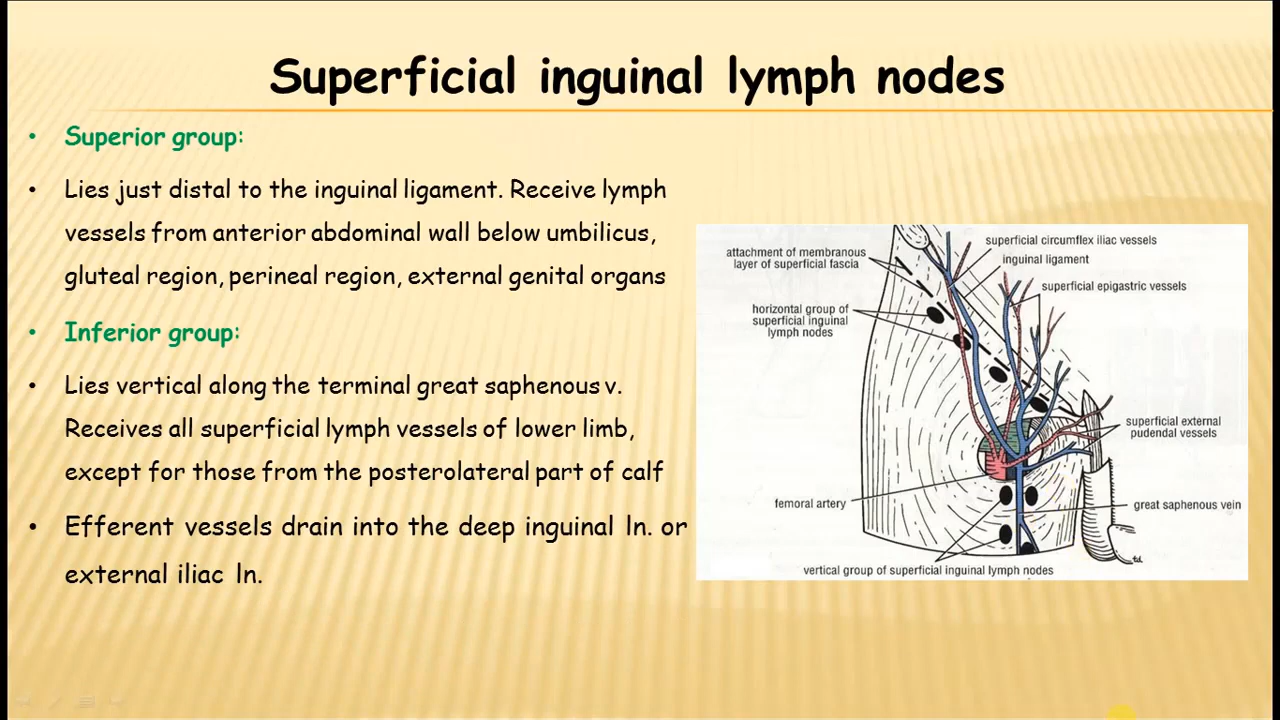 Superficial inguinal lymph nodes
• Superior group:
• Lies just distal to the inguinal ligament. Receive lymph
vessels from anterior abdominal wall below umbilicus,
gluteal region, perineal region, external genital organs
• Inferior group:
• Lies vertical along the terminal great saphenous v.
Receives all superficial lymph vessels of lower limb,
except for those from the posterolateral part of calf
• Efferent vessels drain into the deep inguinal ln. or
external iliac ln.
attachment of membranous
layer of superficial fascia
horizontal group of
superficial inguinal
lymph nodes
femoral artery
superficial circumflex iliac vessels
inguinal ligament
superficial epigastric vessels
superficial external
pudendal vessels
great saphenous vein
vertical group of superficial inguinal lymph nodes